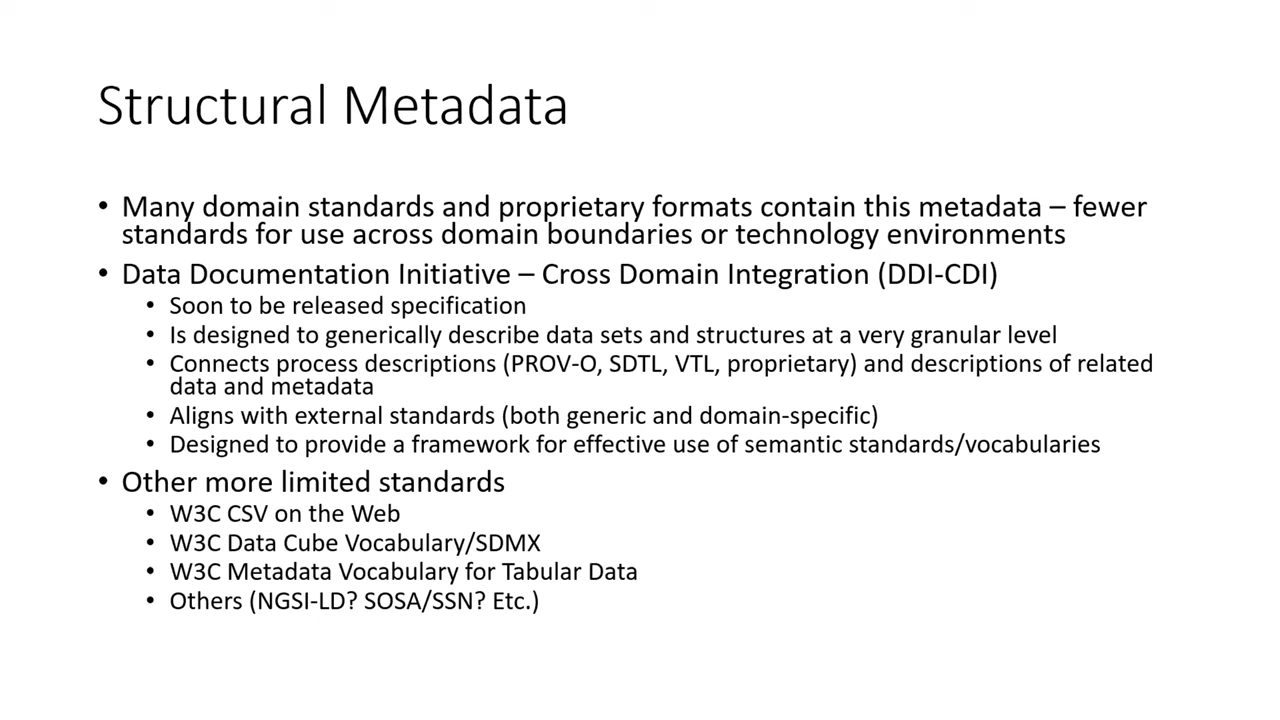 Structural Metadata
• Many domain standards and proprietary formats contain this metadata – fewer
standards for use across domain boundaries or technology environments
• Data Documentation Initiative – Cross Domain Integration (DDI-CDI)
• Soon to be released specification
• Is designed to generically describe data sets and structures at a very granular level
• Connects process descriptions (PROV-O, SDTL, VTL, proprietary) and descriptions of related
data and metadata
• Aligns with external standards (both generic and domain-specific)
• Designed to provide a framework for effective use of semantic standards/vocabularies
• Other more limited standards
• W3C CSV on the Web
• W3C Data Cube Vocabulary/SDMX
• W3C Metadata Vocabulary for Tabular Data
• Others (NGSI-LD? SOSA/SSN? Etc.)